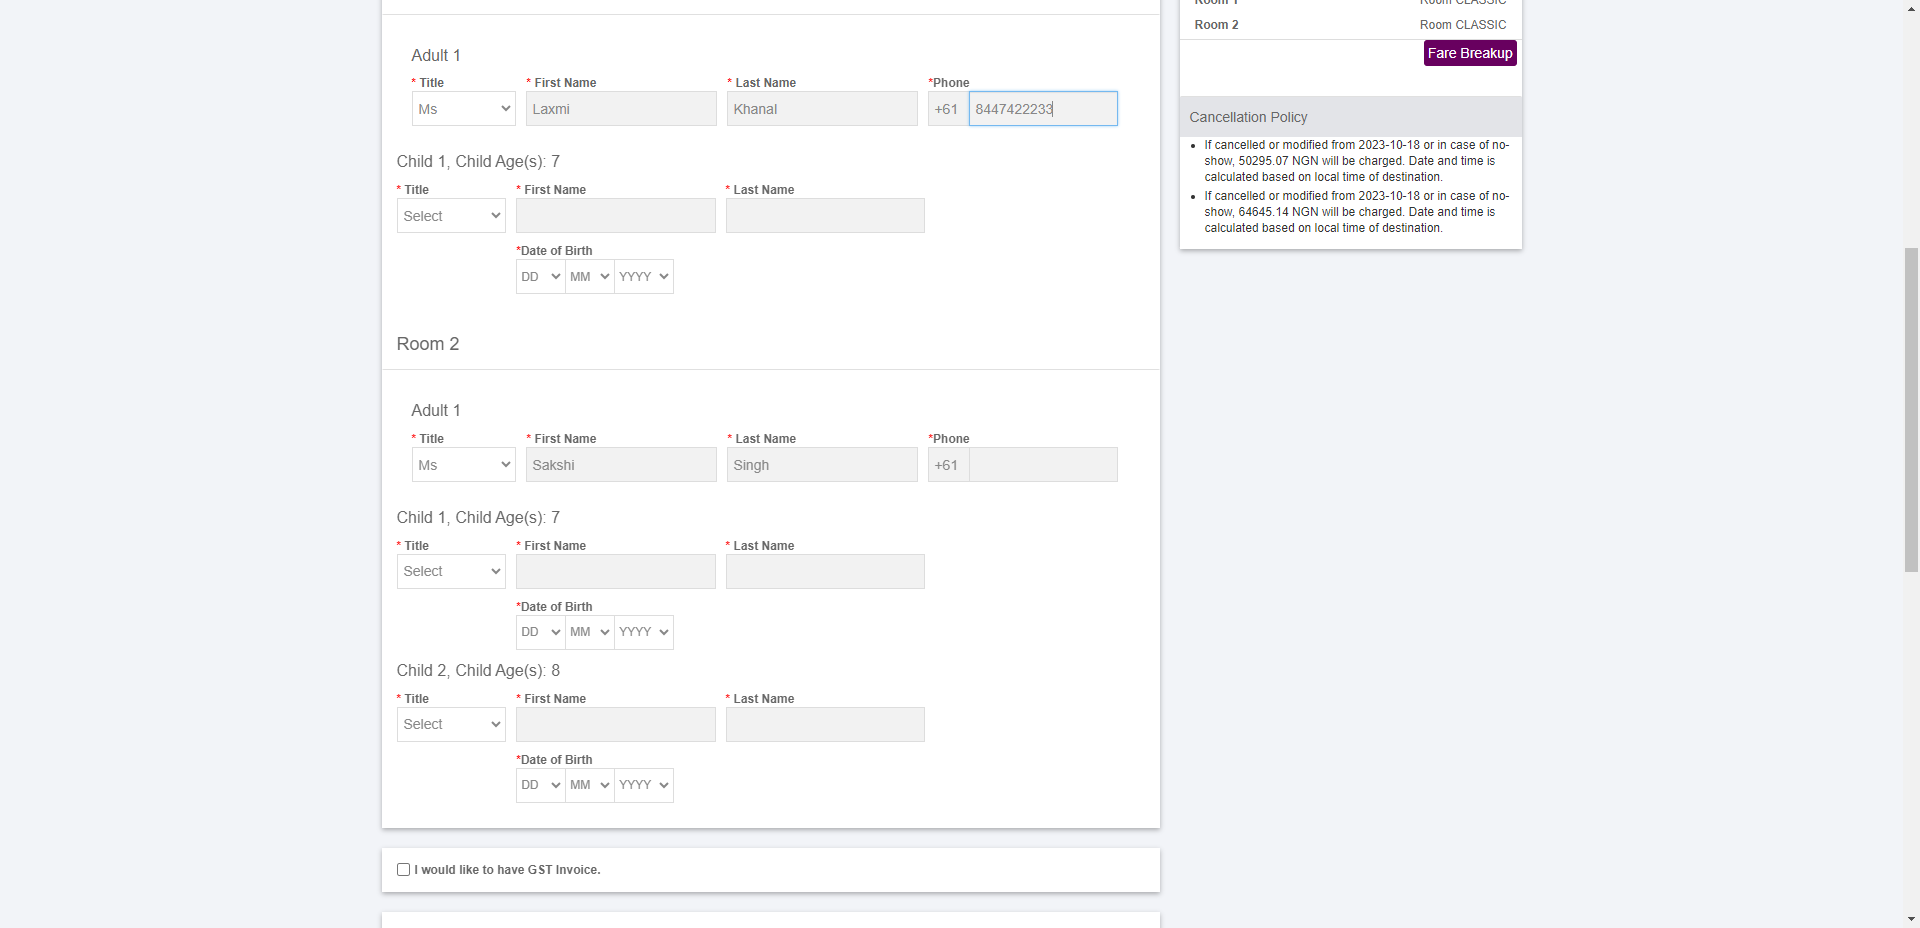 Adult 1
* Title * First Name * Last Name *Phone
Ms Laxmi Khanal +61 8447422233
Child 1, Child Age(s): 7
* Title * First Name * Last Name
Select
*Date of Birth
DD MM YYYY
Room 2
Adult 1
* Title * First Name * Last Name *Phone
Ms Sakshi Singh +61
Child 1, Child Age(s): 7
* Title * First Name * Last Name
Select
*Date of Birth
DD MM YYYY
Child 2, Child Age(s): 8
* Title * First Name * Last Name
Select
*Date of Birth
DD MM YYYY
I would like to have GST Invoice.
Room 1 Room CLASSIC
Room 2 Room CLASSIC
Fare Breakup
Cancellation Policy
If cancelled or modified from 2023-10-18 or in case of no-
show, 50295.07 NGN will be charged. Date and time is
calculated based on local time of destination.
If cancelled or modified from 2023-10-18 or in case of no-
show, 64645.14 NGN will be charged. Date and time is
calculated based on local time of destination.